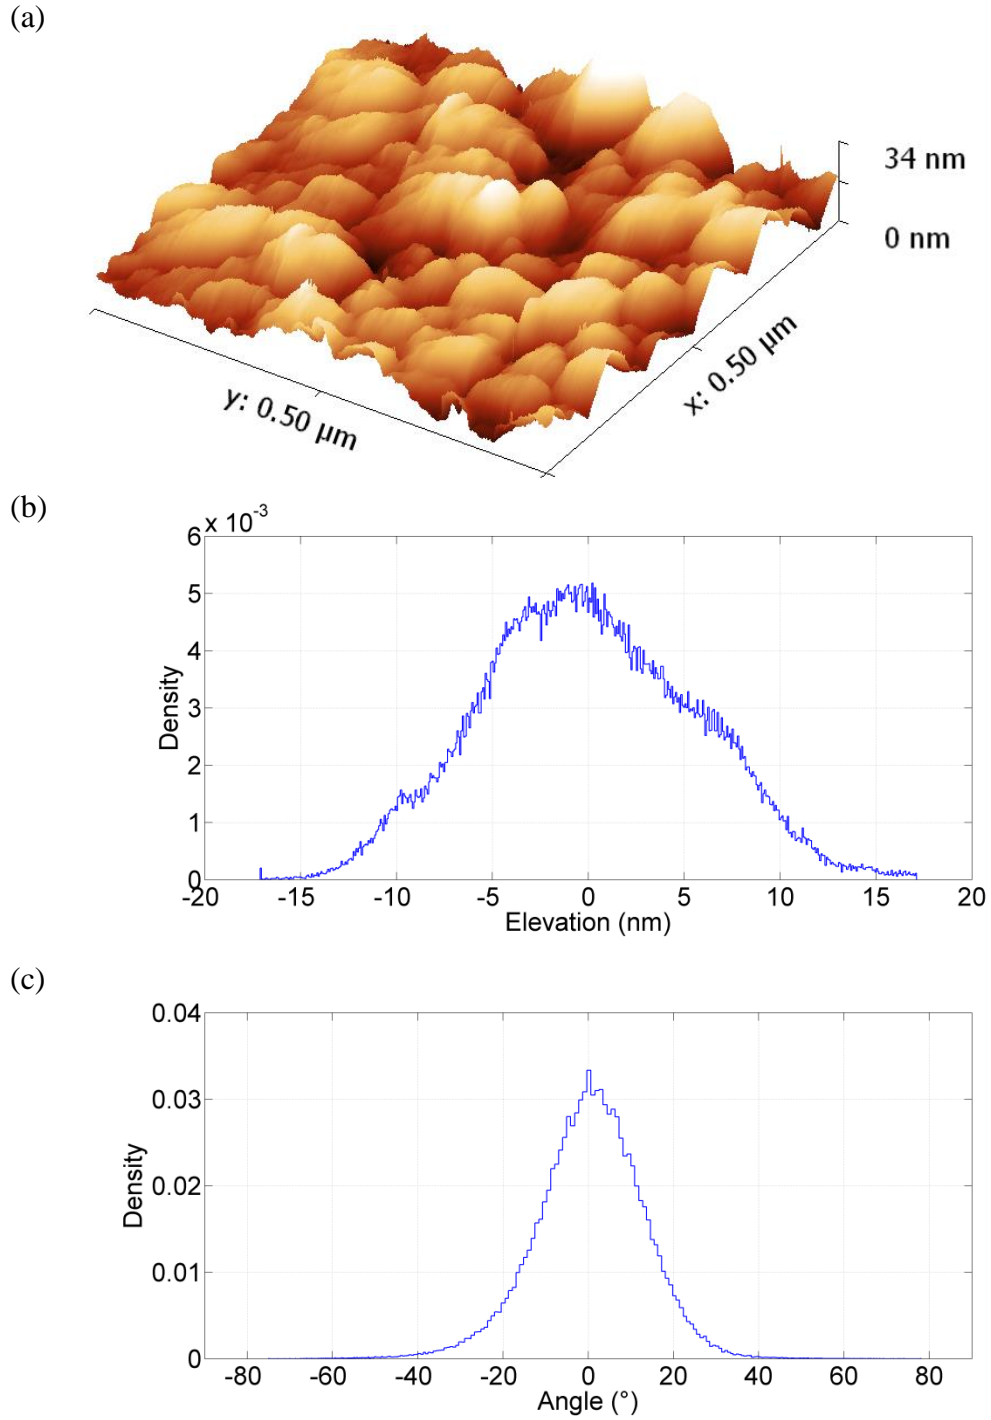 (a)
34 nm
0 nm
x: 0.50 µm
y: 0.50 µm
(b)
x 10-3
6
5
4
3
2
1
0
Density
-20 -15 -10 -5 0 5 10 15 20
Elevation (nm)
(c)
0.04
0.03
0.02
0.01
0
Density
-80 -60 -40 -20 0 20 40 60 80
Angle (°)